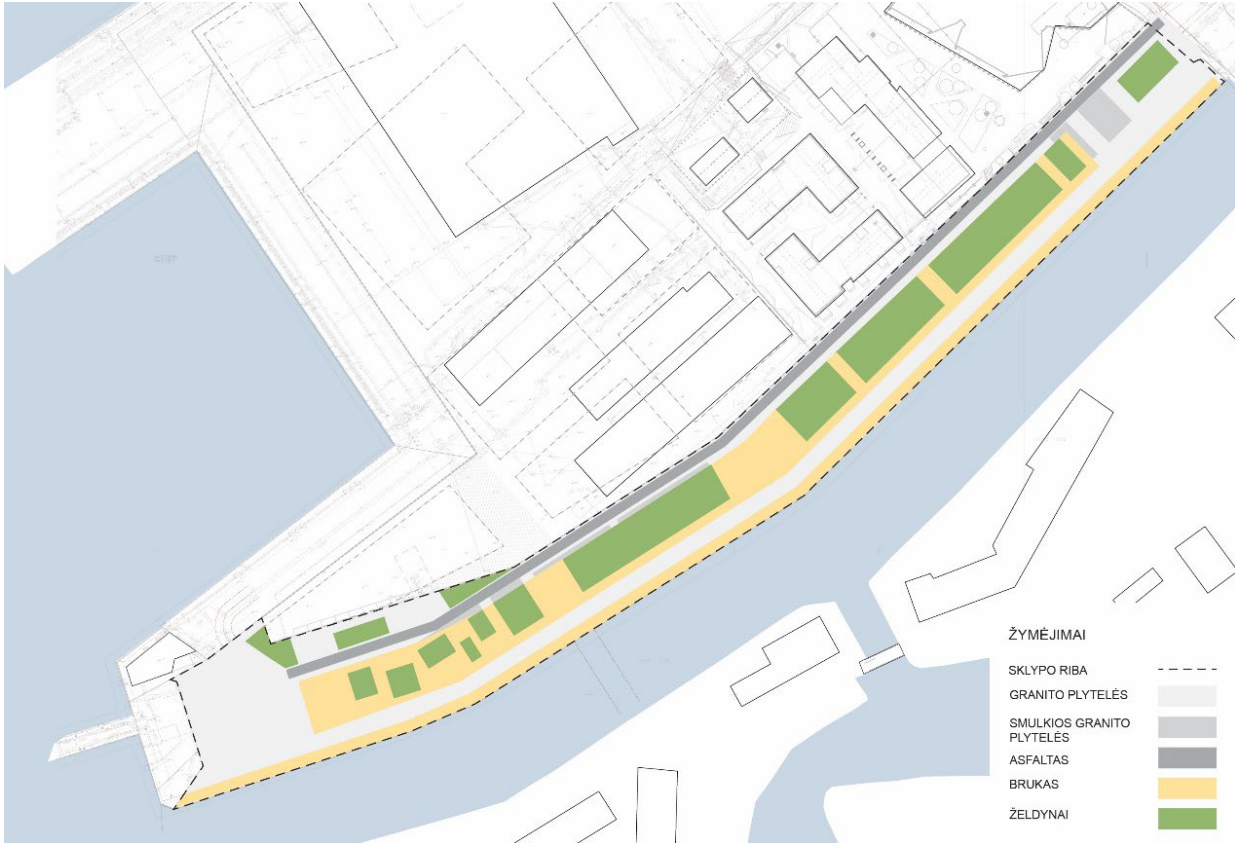 ŽYMĖJIMAI
SKLYPO RIBA
GRANITO PLYTELĖS
SMULKIOS GRANITO
PLYTELĖS
ASFALTAS
BRUKAS
ŽELDYNAI